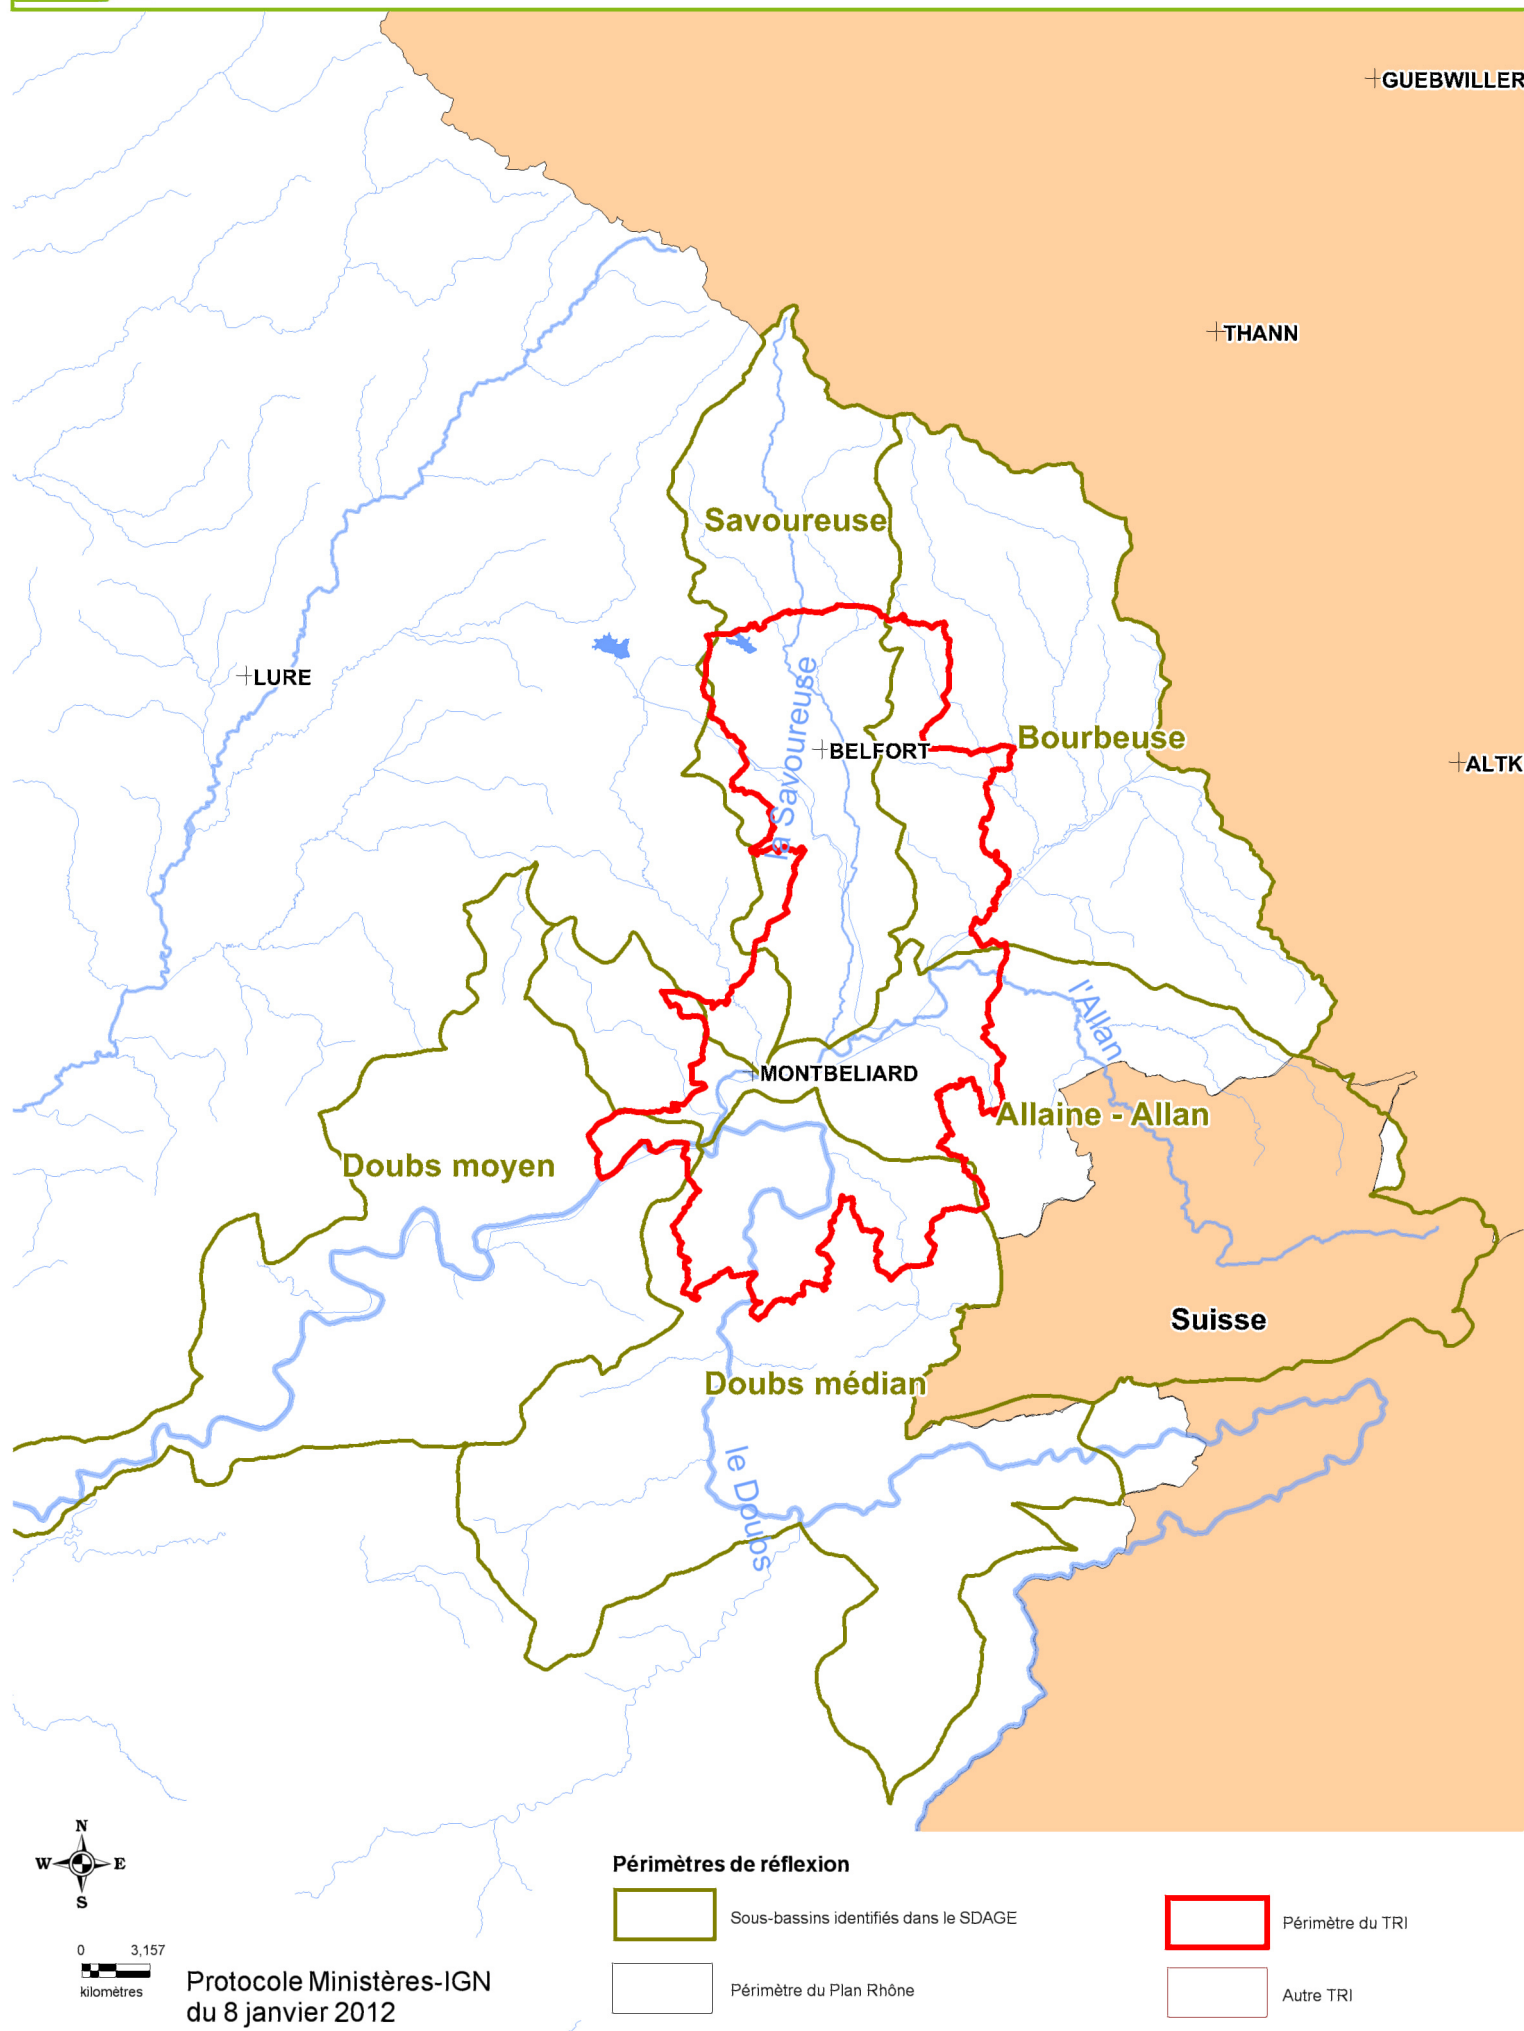 GUEBWILLER
THANN
Savoureuse
LURE
la Savoureuse
BELFORT
Bourbeuse
ALTK
l'Allan
MONTBELIARD
Allaine - Allan
Doubs moyen
Suisse
Doubs médian
le Doubs
N
W E
S
0 3,157
kilomètres
Protocole Ministères-IGN
du 8 janvier 2012
Périmètres de réflexion
Sous-bassins identifiés dans le SDAGE
Périmètre du TRI
Périmètre du Plan Rhône
Autre TRI